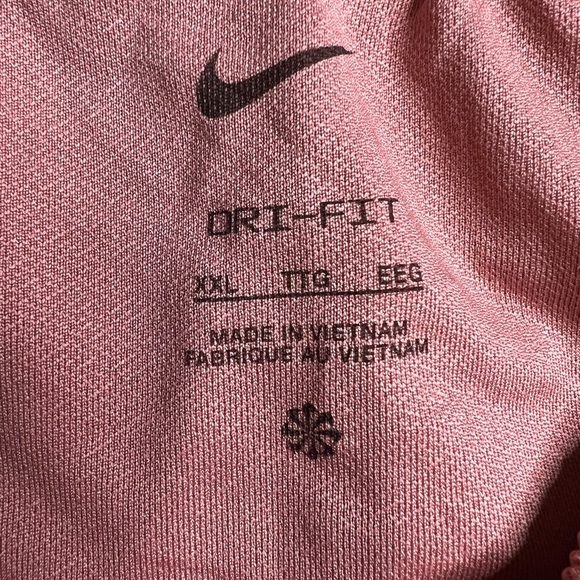 DRI-FIT
XXL TTG EEG
MADE IN VIETNAM
FABRIQUE AU VIETNAM